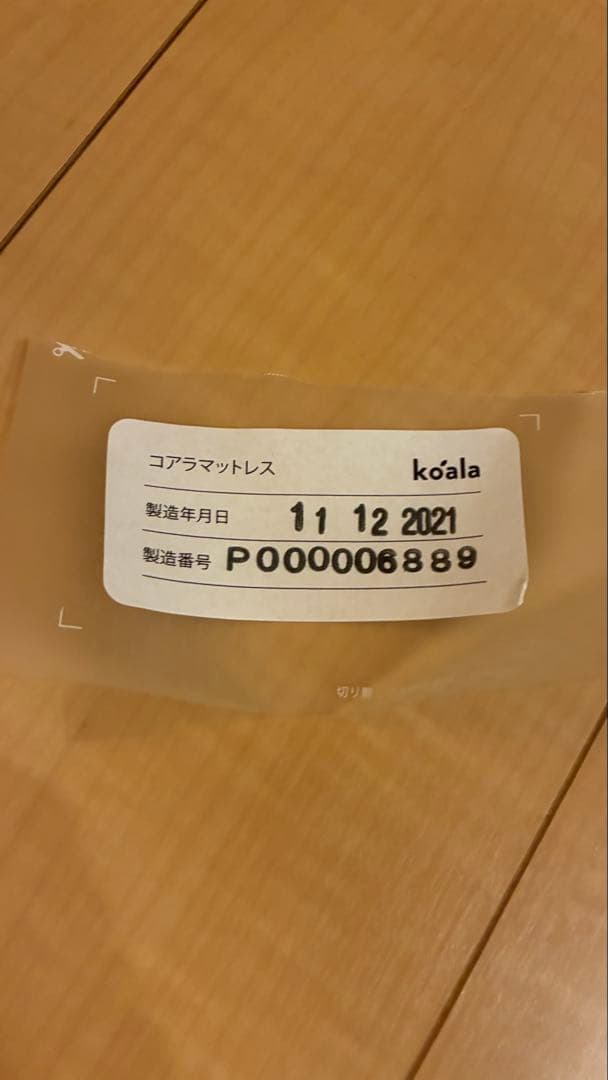 コアラマットレス koala
製造年月日 11 12 2021
製造番号 P000006889